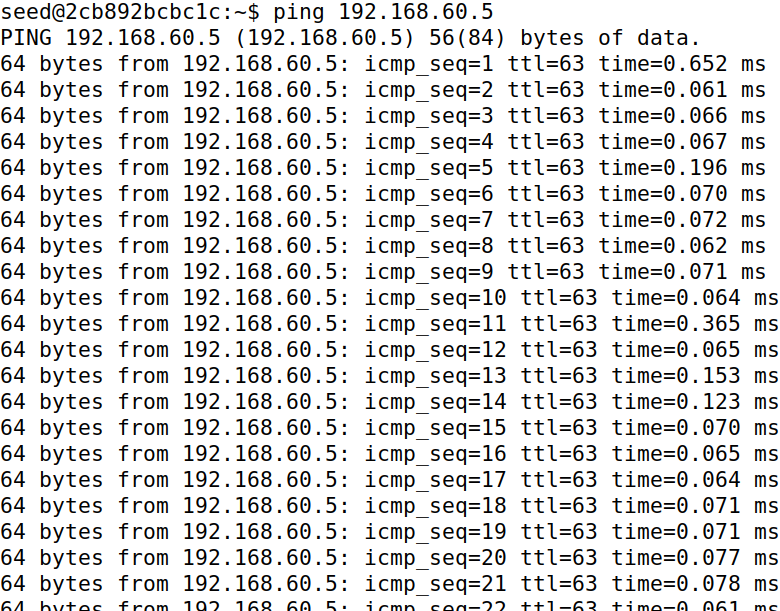 seed@2cb892bcbc1c:~$ ping 192.168.60.5
PING 192.168.60.5 (192.168.60.5) 56(84) bytes of data.
64 bytes from 192.168.60.5: icmp_seq=1 ttl=63 time=0.652 ms
64 bytes from 192.168.60.5: icmp_seq=2 ttl=63 time=0.061 ms
64 bytes from 192.168.60.5: icmp_seq=3 ttl=63 time=0.066 ms
64 bytes from 192.168.60.5: icmp_seq=4 ttl=63 time=0.067 ms
64 bytes from 192.168.60.5: icmp_seq=5 ttl=63 time=0.196 ms
64 bytes from 192.168.60.5: icmp_seq=6 ttl=63 time=0.070 ms
64 bytes from 192.168.60.5: icmp_seq=7 ttl=63 time=0.072 ms
64 bytes from 192.168.60.5: icmp_seq=8 ttl=63 time=0.062 ms
64 bytes from 192.168.60.5: icmp_seq=9 ttl=63 time=0.071 ms
64 bytes from 192.168.60.5: icmp_seq=10 ttl=63 time=0.064 ms
64 bytes from 192.168.60.5: icmp_seq=11 ttl=63 time=0.365 ms
64 bytes from 192.168.60.5: icmp_seq=12 ttl=63 time=0.065 ms
64 bytes from 192.168.60.5: icmp_seq=13 ttl=63 time=0.153 ms
64 bytes from 192.168.60.5: icmp_seq=14 ttl=63 time=0.123 ms
64 bytes from 192.168.60.5: icmp_seq=15 ttl=63 time=0.070 ms
64 bytes from 192.168.60.5: icmp_seq=16 ttl=63 time=0.065 ms
64 bytes from 192.168.60.5: icmp_seq=17 ttl=63 time=0.064 ms
64 bytes from 192.168.60.5: icmp_seq=18 ttl=63 time=0.071 ms
64 bytes from 192.168.60.5: icmp_seq=19 ttl=63 time=0.071 ms
64 bytes from 192.168.60.5: icmp_seq=20 ttl=63 time=0.077 ms
64 bytes from 192.168.60.5: icmp_seq=21 ttl=63 time=0.078 ms
64 bytes from 192.168.60.5: icmp_seq=22 ttl=63 time=0.061 ms